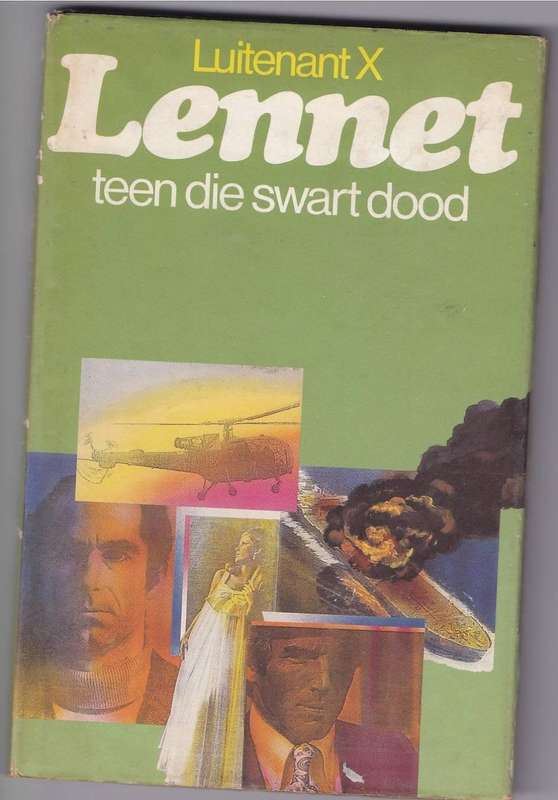 Luitenant X
Lennet
teen die swart dood